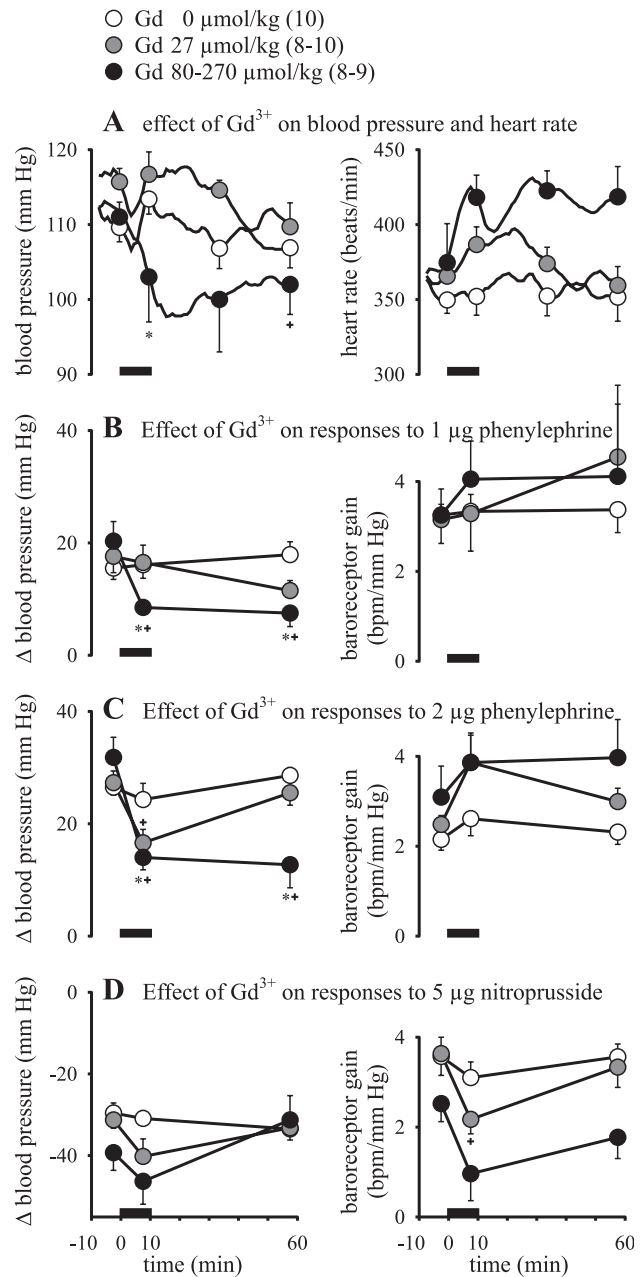 Gd 0 µmol/kg (10)
Gd 27 µmol/kg (8-10)
Gd 80-270 µmol/kg (8-9)
A effect of Gd³⁺ on blood pressure and heart rate
blood pressure (mm Hg)
120
110
100
90
*
+
heart rate (beats/min)
450
400
350
300
B Effect of Gd³⁺ on responses to 1 µg phenylephrine
Δ blood pressure (mm Hg)
40
20
0
*+
*+
baroreceptor gain
(bpm/mm Hg)
4
2
0
C Effect of Gd³⁺ on responses to 2 µg phenylephrine
Δ blood pressure (mm Hg)
40
20
0
+
*+
*+
baroreceptor gain
(bpm/mm Hg)
4
2
0
D Effect of Gd³⁺ on responses to 5 µg nitroprusside
Δ blood pressure (mm Hg)
0
-20
-40
baroreceptor gain
(bpm/mm Hg)
4
2
0
+
-10 0 10 60
time (min)
-10 0 10 60
time (min)